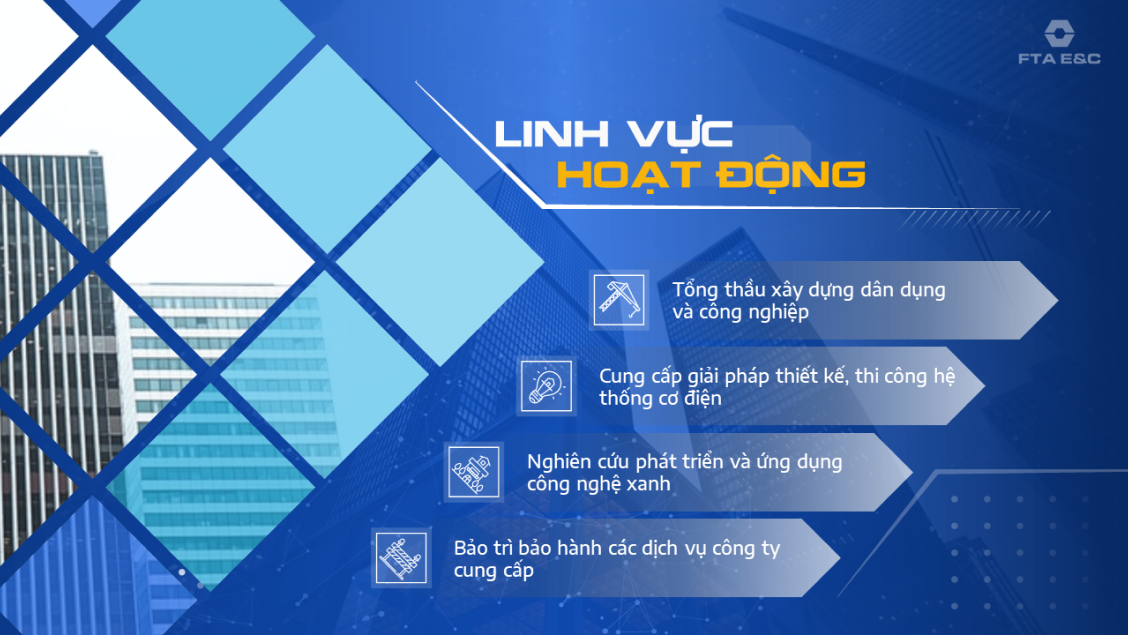 FTA E&C
LINH VỰC
HOẠT ĐỘNG
Tổng thầu xây dựng dân dụng
và công nghiệp
Cung cấp giải pháp thiết kế, thi công hệ
thống cơ điện
Nghiên cứu phát triển và ứng dụng
công nghệ xanh
Bảo trì bảo hành các dịch vụ công ty
cung cấp